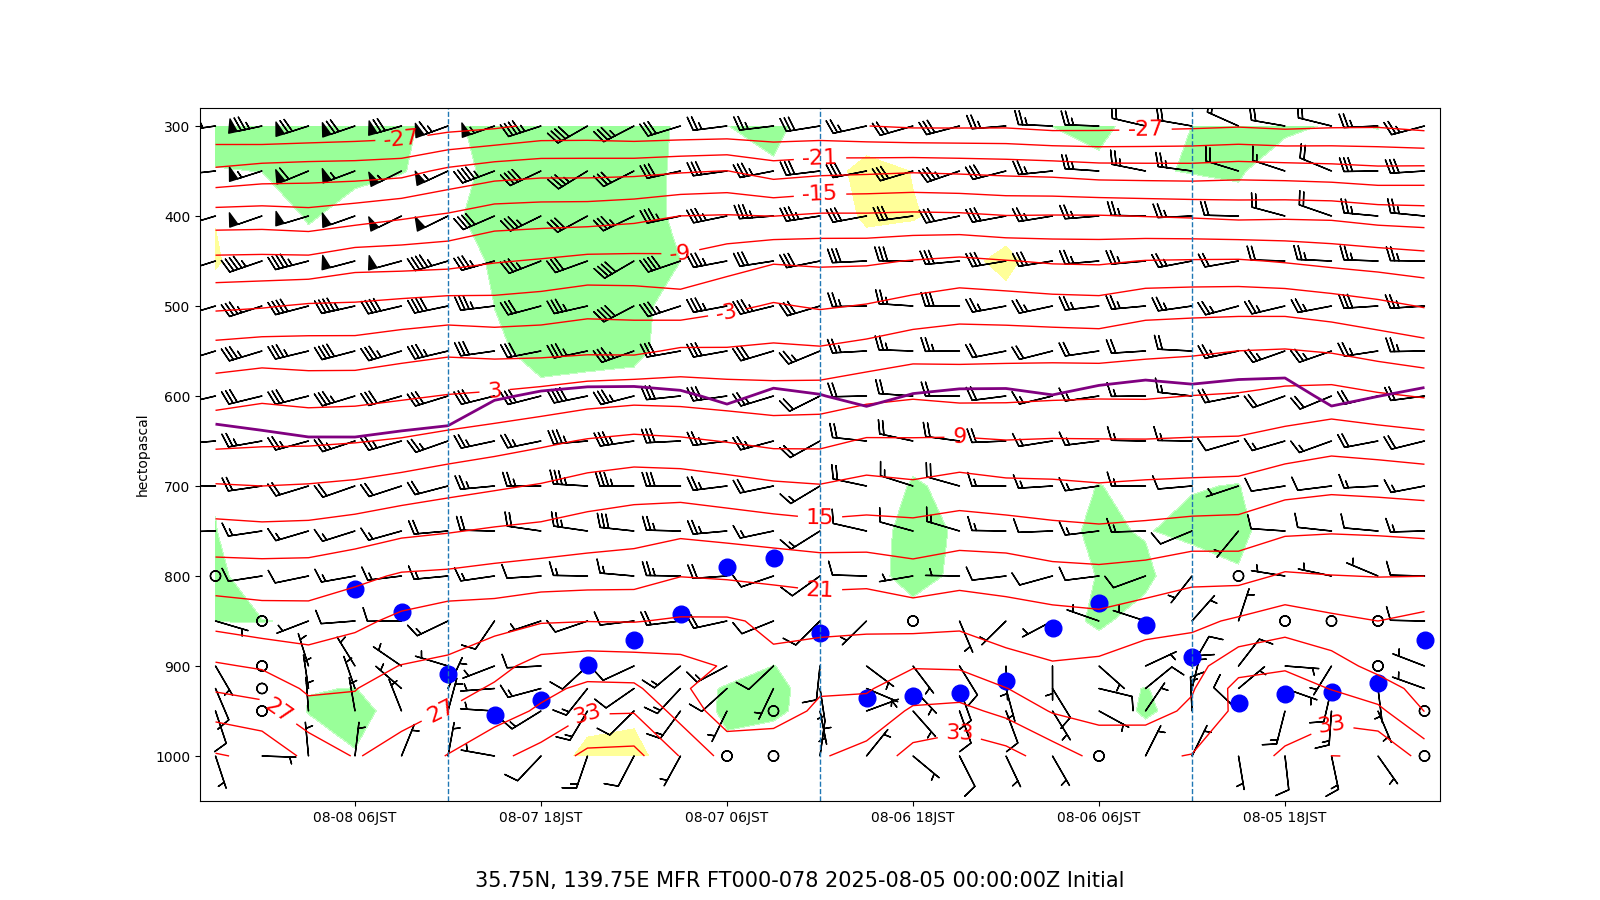 300
400
500
600
700
800
900
1000
hectopascal
-27
-27
-21
-15
-9
-3
3
9
15
21
27
27
33
33
33
08-08 06JST
08-07 18JST
08-07 06JST
08-06 18JST
08-06 06JST
08-05 18JST
35.75N, 139.75E MFR FT000-078 2025-08-05 00:00:00Z Initial